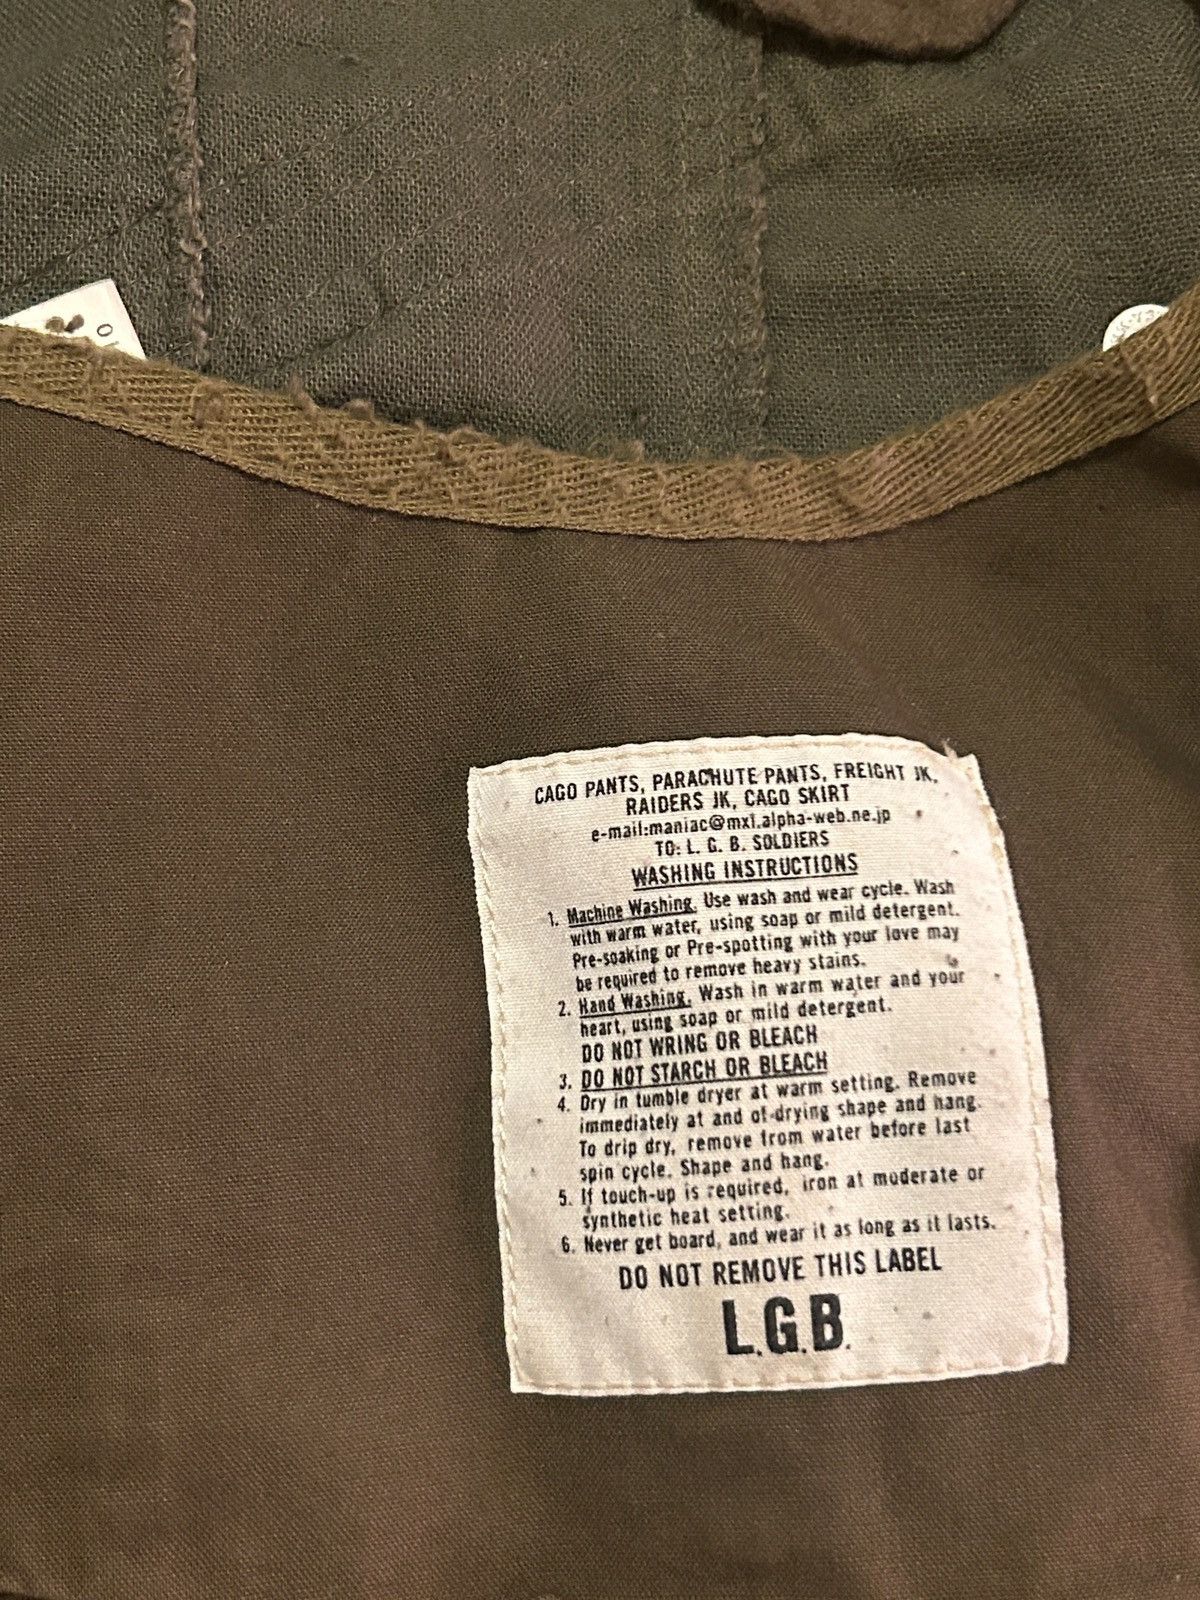 CAGO PANTS, PARACHUTE PANTS, FREIGHT JK,
RAIDERS JK, CAGO SKIRT
e-mail:maniac@mx1.alpha-web.ne.jp
TO: L. G. B. SOLDIERS
WASHING INSTRUCTIONS
1. Machine Washing. Use wash and wear cycle. Wash
with warm water, using soap or mild detergent.
Pre-soaking or Pre-spotting with your love may
be required to remove heavy stains.
2. Hand Washing. Wash in warm water and your
heart, using soap or mild detergent.
DO NOT WRING OR BLEACH
3. DO NOT STARCH OR BLEACH
4. Dry in tumble dryer at warm setting. Remove
immediately at and of-drying shape and hang.
To drip dry, remove from water before last
spin cycle. Shape and hang.
5. If touch-up is required, iron at moderate or
synthetic heat setting.
6. Never get board, and wear it as long as it lasts.
DO NOT REMOVE THIS LABEL
L.G.B.